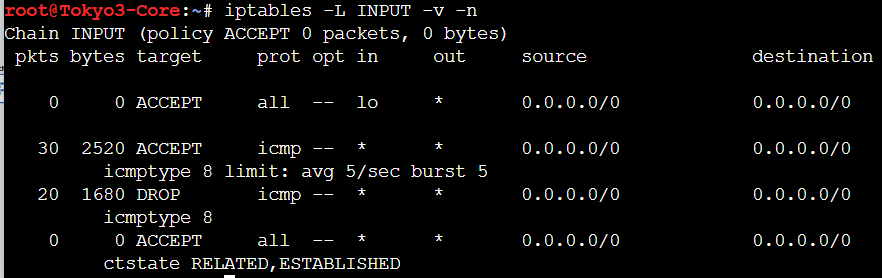 root@Tokyo3-Core:~# iptables -L INPUT -v -n
Chain INPUT (policy ACCEPT 0 packets, 0 bytes)
pkts bytes target prot opt in out source destination
0 0 ACCEPT all -- lo * 0.0.0.0/0 0.0.0.0/0
30 2520 ACCEPT icmp -- * * 0.0.0.0/0 0.0.0.0/0
icmptype 8 limit: avg 5/sec burst 5
20 1680 DROP icmp -- * * 0.0.0.0/0 0.0.0.0/0
icmptype 8
0 0 ACCEPT all -- * * 0.0.0.0/0 0.0.0.0/0
ctstate RELATED,ESTABLISHED